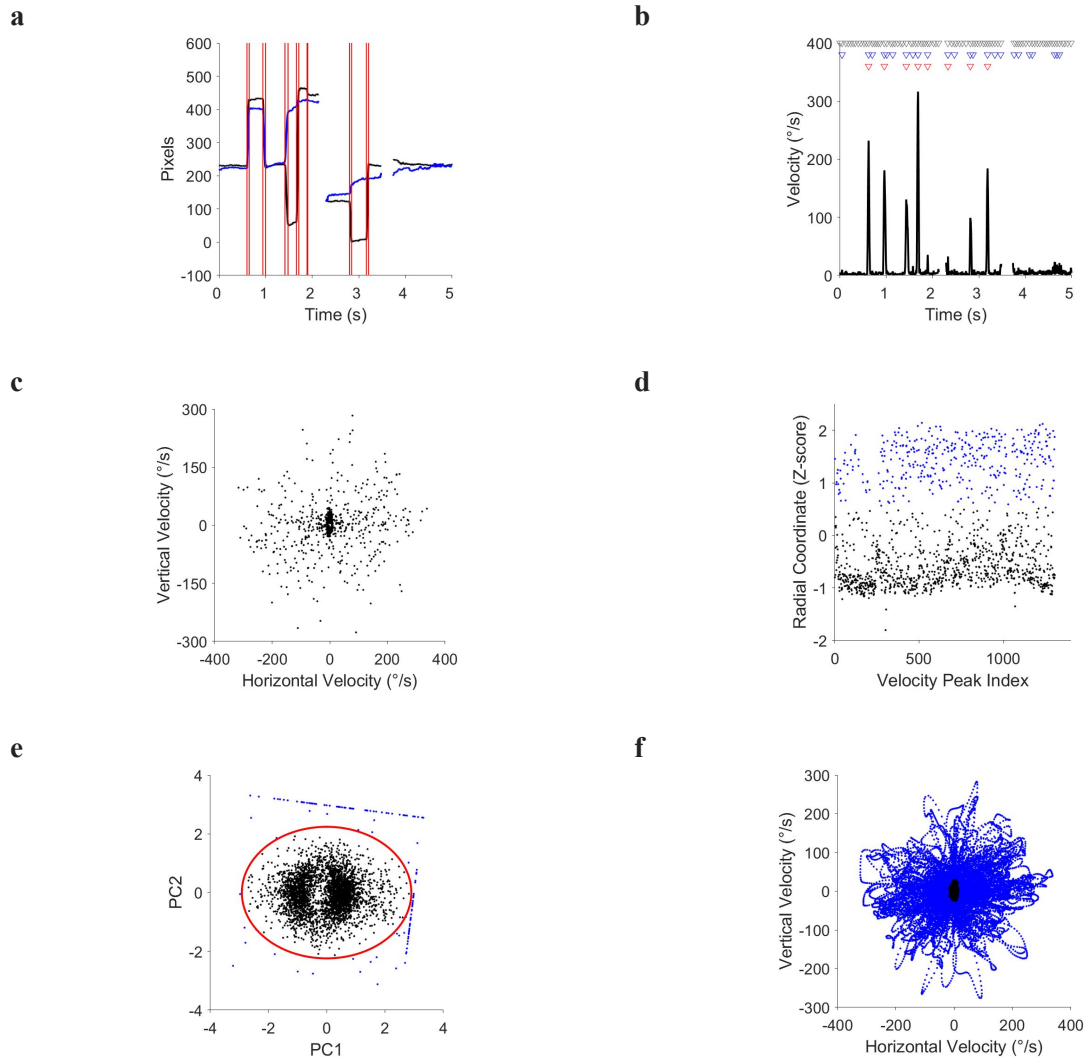 a
600
500
400
300
200
100
0
-100
Pixels
0 1 2 3 4 5
Time (s)
b
400
300
200
100
0
Velocity (°/s)
0 1 2 3 4 5
Time (s)
c
300
150
0
-150
-300
Vertical Velocity (°/s)
-400 -200 0 200 400
Horizontal Velocity (°/s)
d
2
1
0
-1
-2
Radial Coordinate (Z-score)
0 500 1000
Velocity Peak Index
e
4
2
0
-2
-4
PC2
-4 -2 0 2 4
PC1
f
300
200
100
0
-100
-200
-300
Vertical Velocity (°/s)
-400 -200 0 200 400
Horizontal Velocity (°/s)